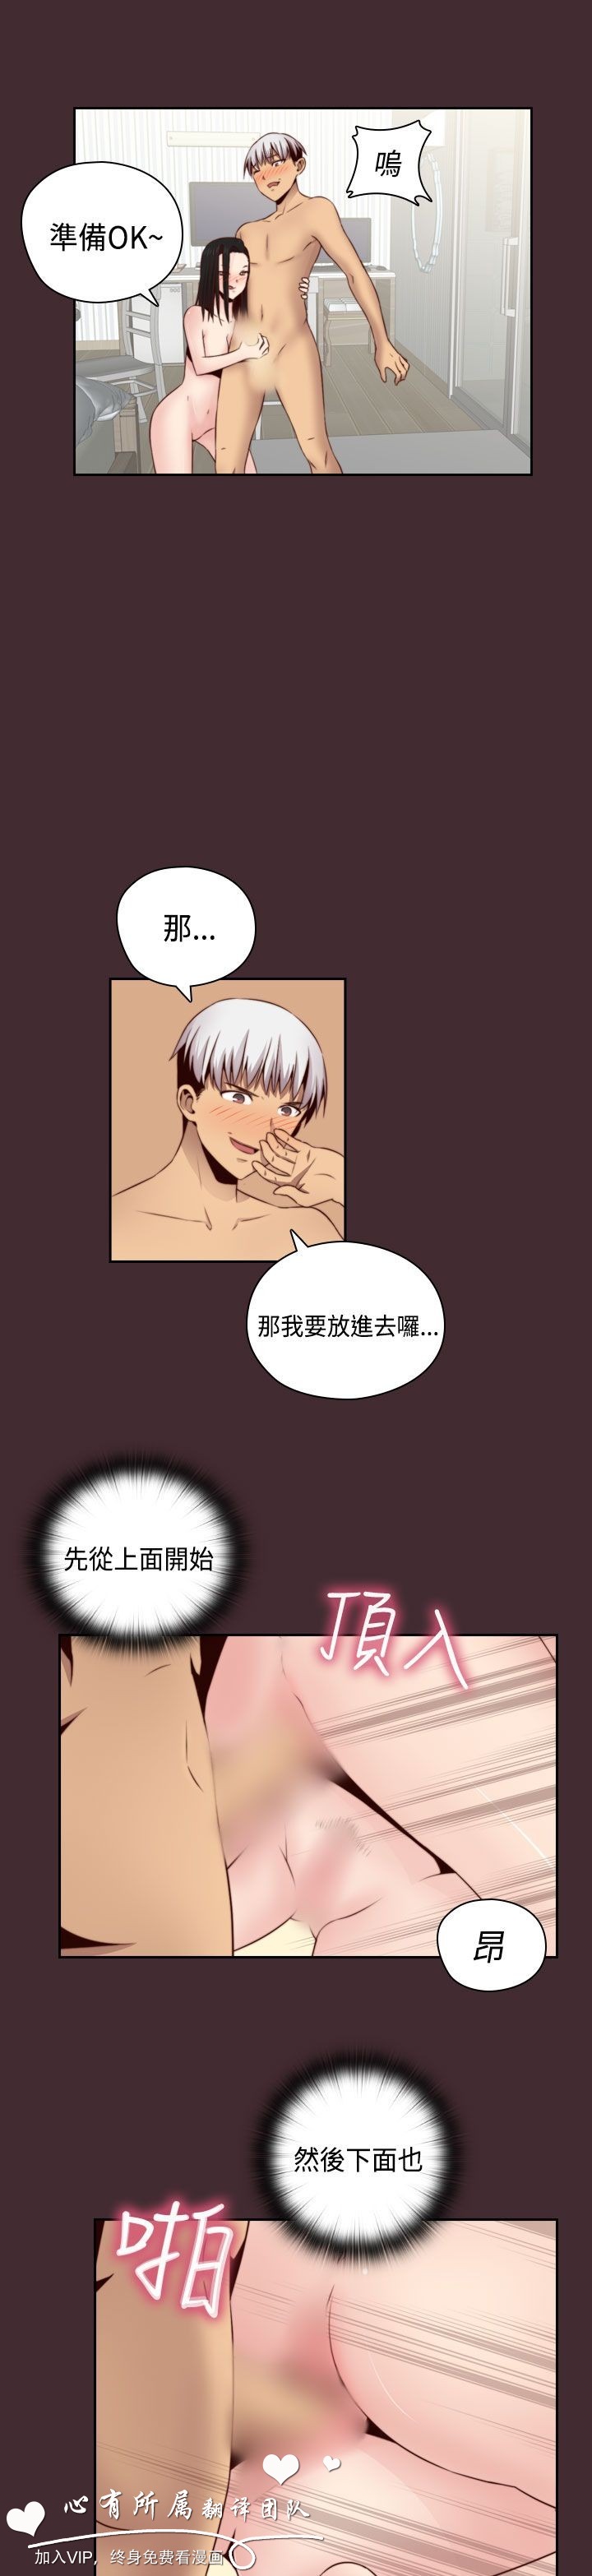 嗚
準備OK~
那...
那我要放進去囉...
先從上面開始
頂入
昂
然後下面也
啪
心有所属翻译团队
加入VIP，终身免费看漫画